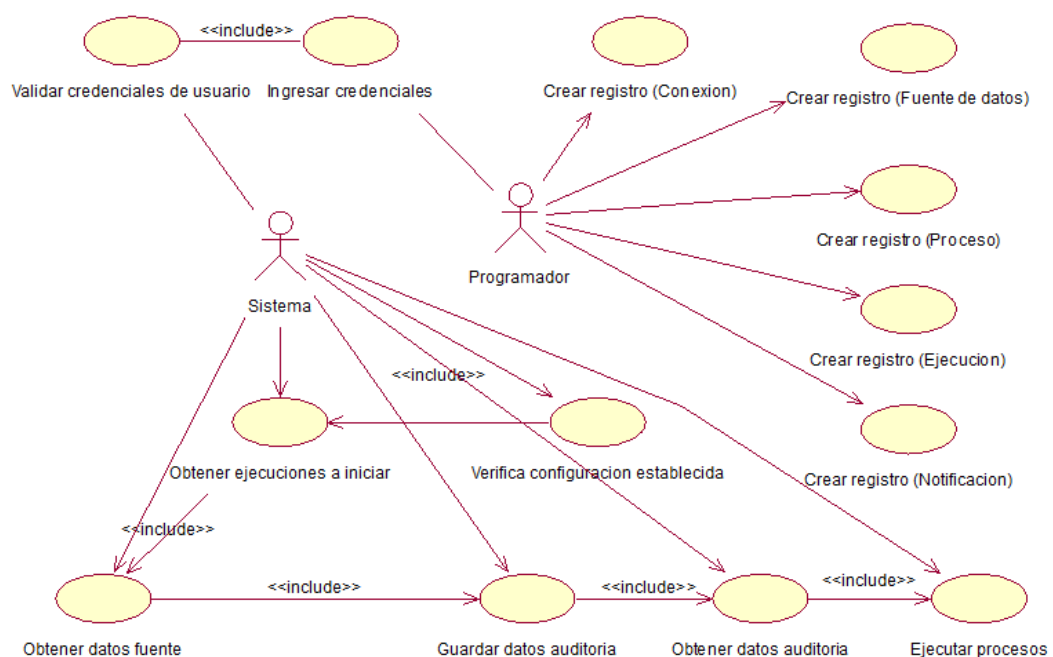 <<include>>
Validar credenciales de usuario
Ingresar credenciales
Crear registro (Conexion)
Crear registro (Fuente de datos)
Crear registro (Proceso)
Programador
Sistema
Crear registro (Ejecucion)
<<include>>
Obtener ejecuciones a iniciar
Verifica configuracion establecida
Crear registro (Notificacion)
<<include>>
<<include>>
<<include>>
<<include>>
Obtener datos fuente
Guardar datos auditoria
Obtener datos auditoria
Ejecutar procesos